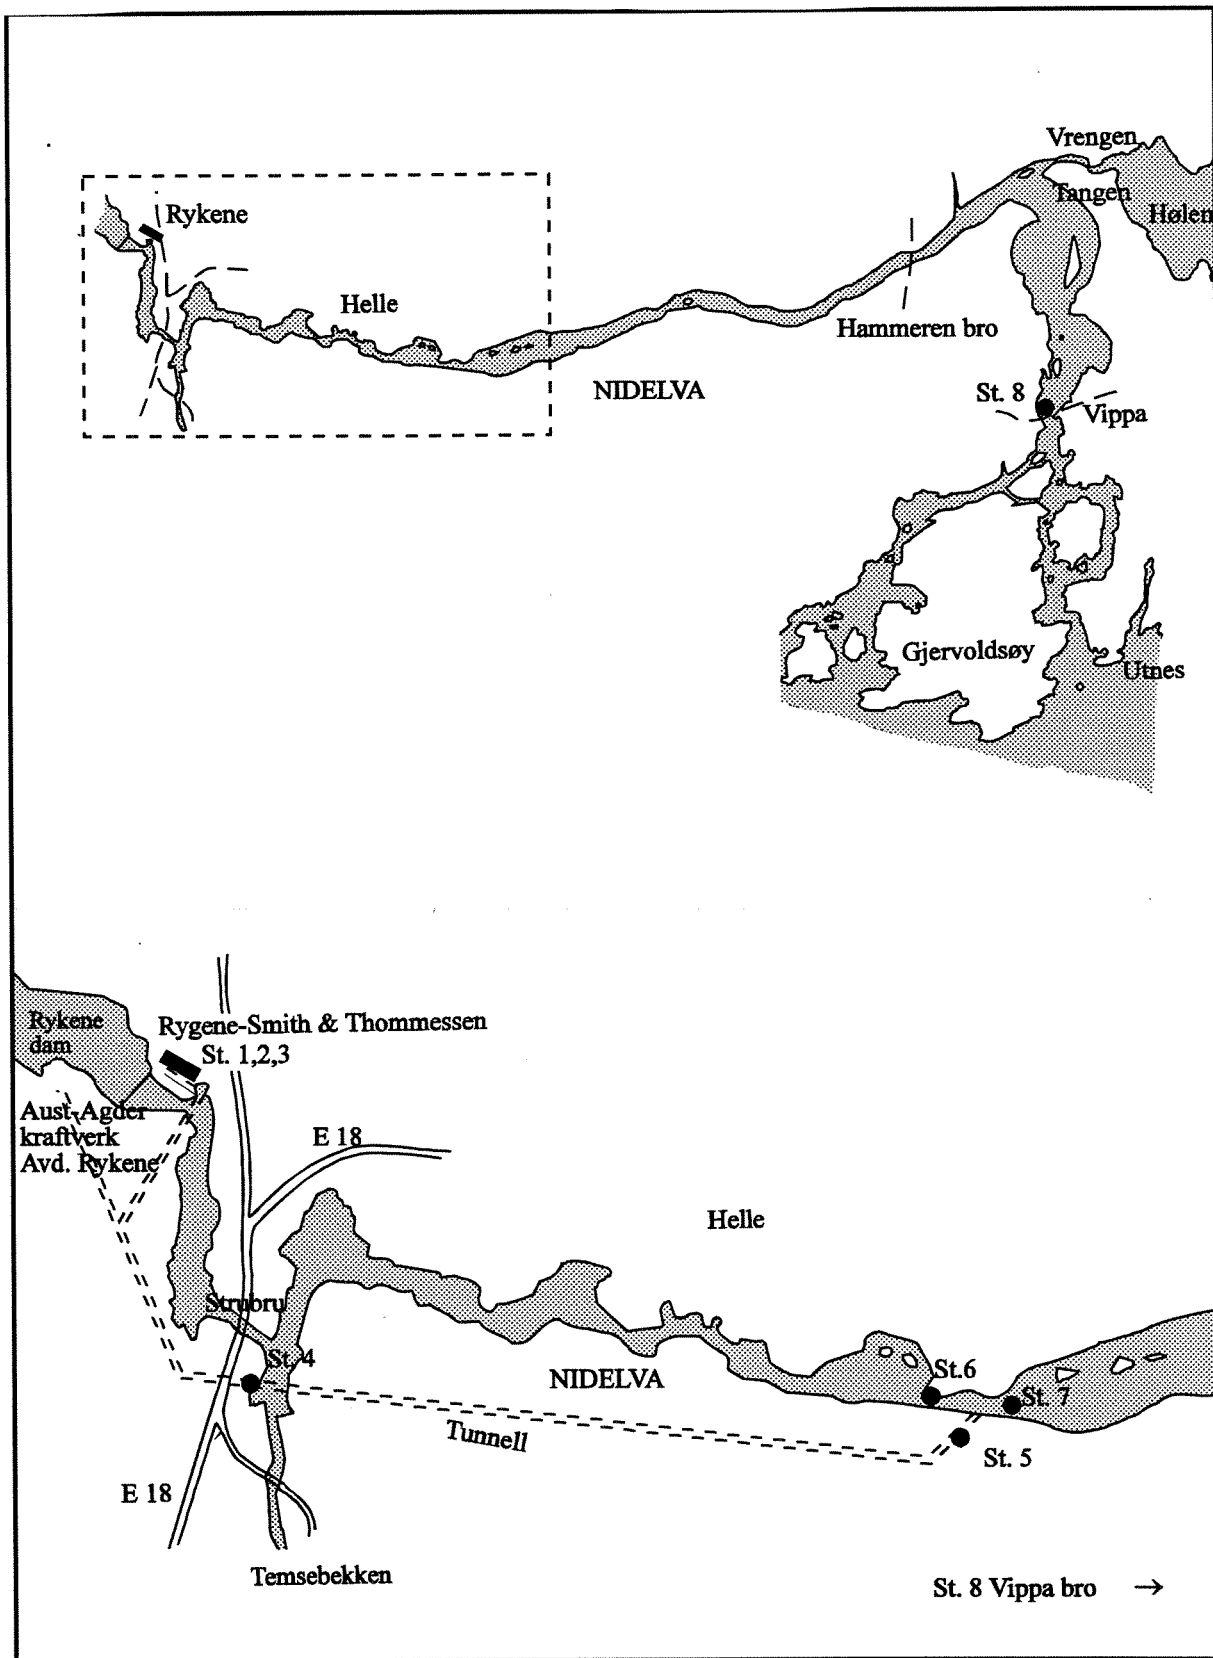 Vrengen
Tangen
Hølen
Rykene
Helle
Hammeren bro
NIDELVA
St. 8
Vippa
Gjervoldsøy
Utnes
Rykene
dam
Rygene-Smith & Thommessen
St. 1,2,3
Aust-Agder
kraftverk
Avd. Rykene
E 18
Helle
Strubru
St. 4
NIDELVA
St.6
St. 7
Tunnell
St. 5
E 18
Temsebekken
St. 8 Vippa bro →